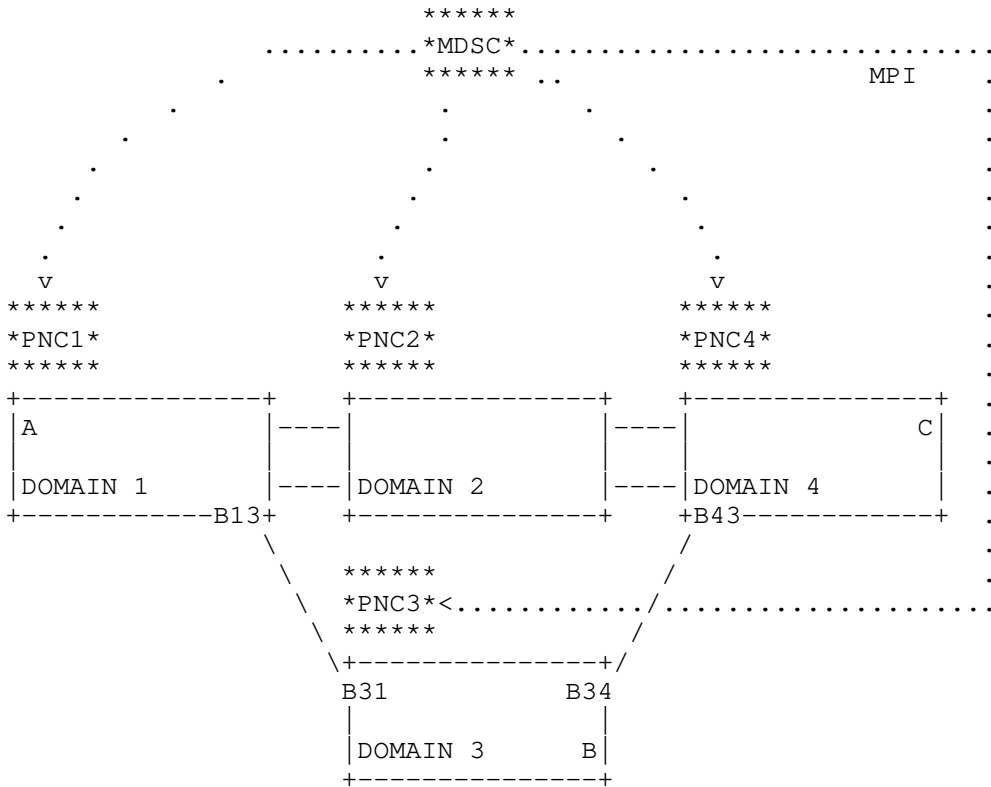 ******
*MDSC*
****** MPI
****** ****** ******
*PNC1* *PNC2* *PNC4*
****** ****** ******
A C
DOMAIN 1 DOMAIN 2 DOMAIN 4
B13 B43
******
*PNC3*<
******
B31 B34
DOMAIN 3 B